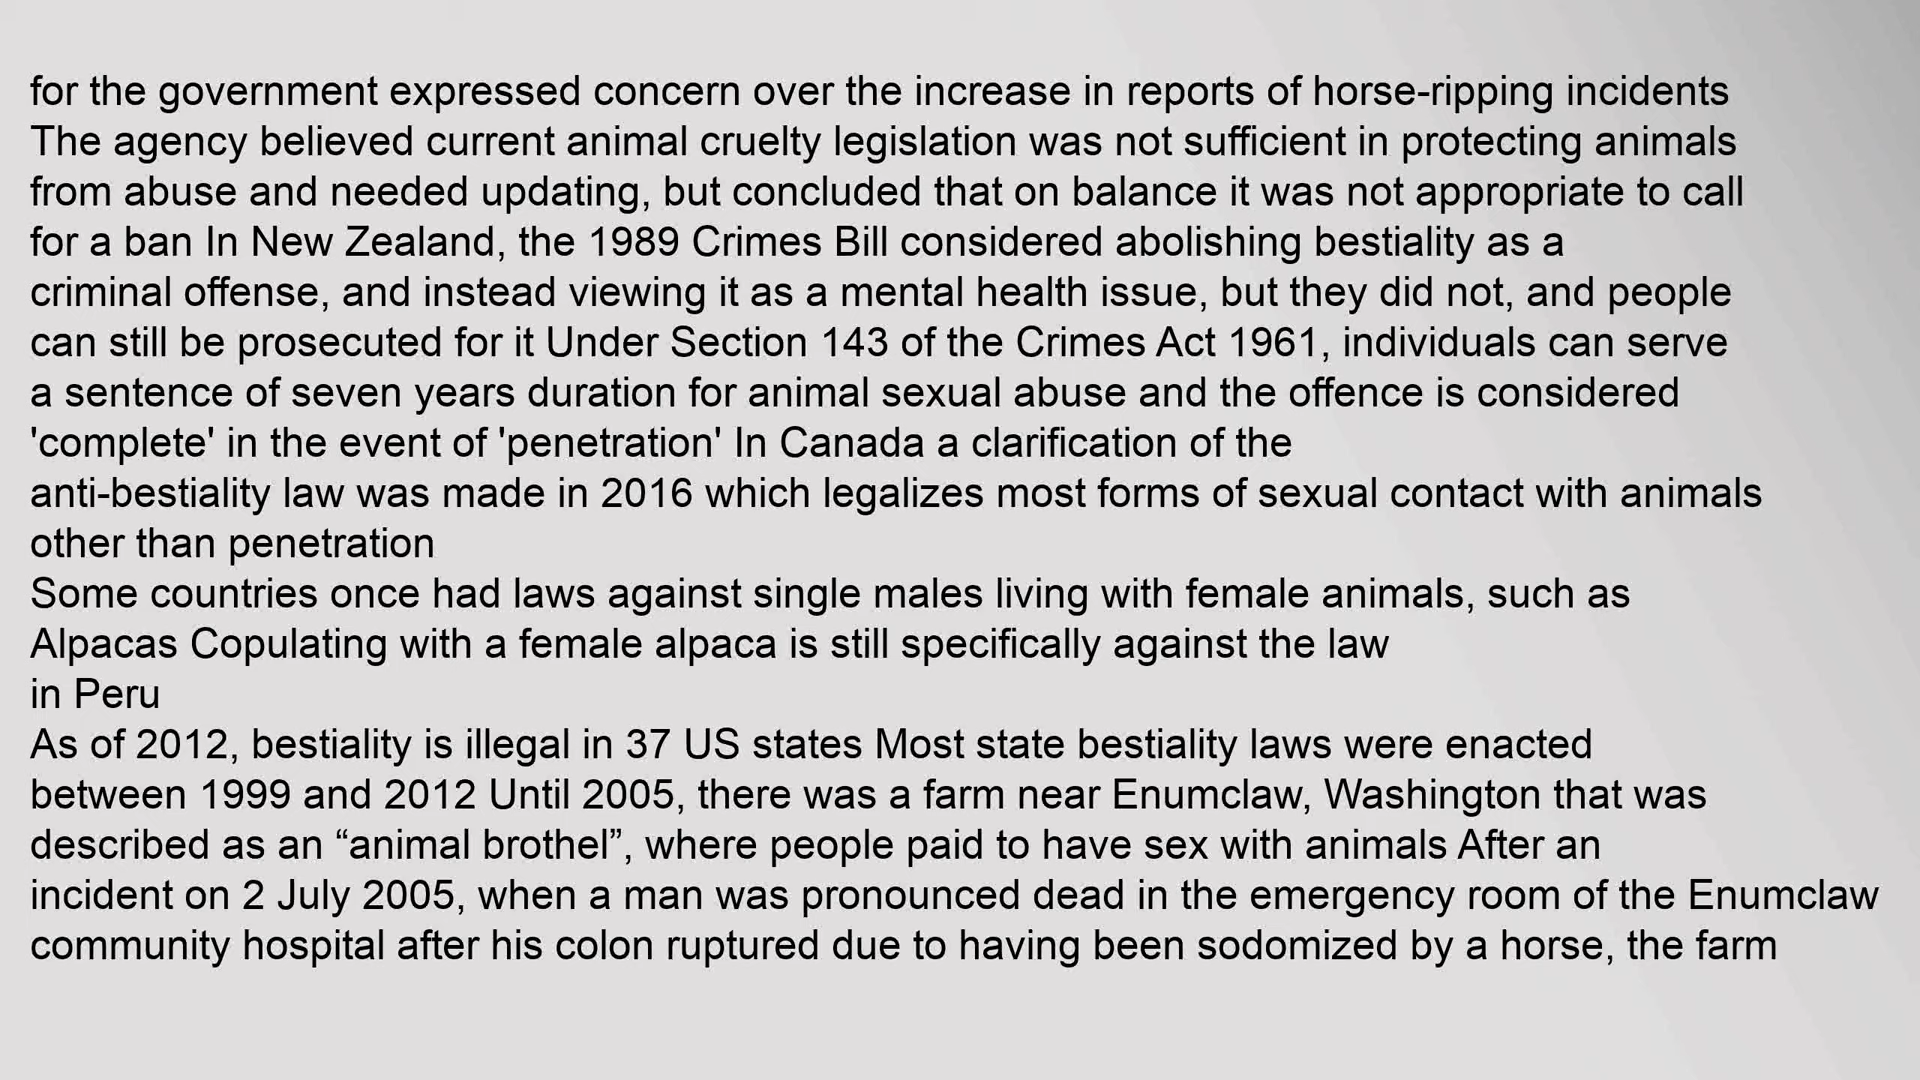 for the government expressed concern over the increase in reports of horse-ripping incidents
The agency believed current animal cruelty legislation was not sufficient in protecting animals
from abuse and needed updating, but concluded that on balance it was not appropriate to call
for a ban In New Zealand, the 1989 Crimes Bill considered abolishing bestiality as a
criminal offense, and instead viewing it as a mental health issue, but they did not, and people
can still be prosecuted for it Under Section 143 of the Crimes Act 1961, individuals can serve
a sentence of seven years duration for animal sexual abuse and the offence is considered
'complete' in the event of 'penetration' In Canada a clarification of the
anti-bestiality law was made in 2016 which legalizes most forms of sexual contact with animals
other than penetration
Some countries once had laws against single males living with female animals, such as
Alpacas Copulating with a female alpaca is still specifically against the law
in Peru
As of 2012, bestiality is illegal in 37 US states Most state bestiality laws were enacted
between 1999 and 2012 Until 2005, there was a farm near Enumclaw, Washington that was
described as an “animal brothel”, where people paid to have sex with animals After an
incident on 2 July 2005, when a man was pronounced dead in the emergency room of the Enumclaw
community hospital after his colon ruptured due to having been sodomized by a horse, the farm